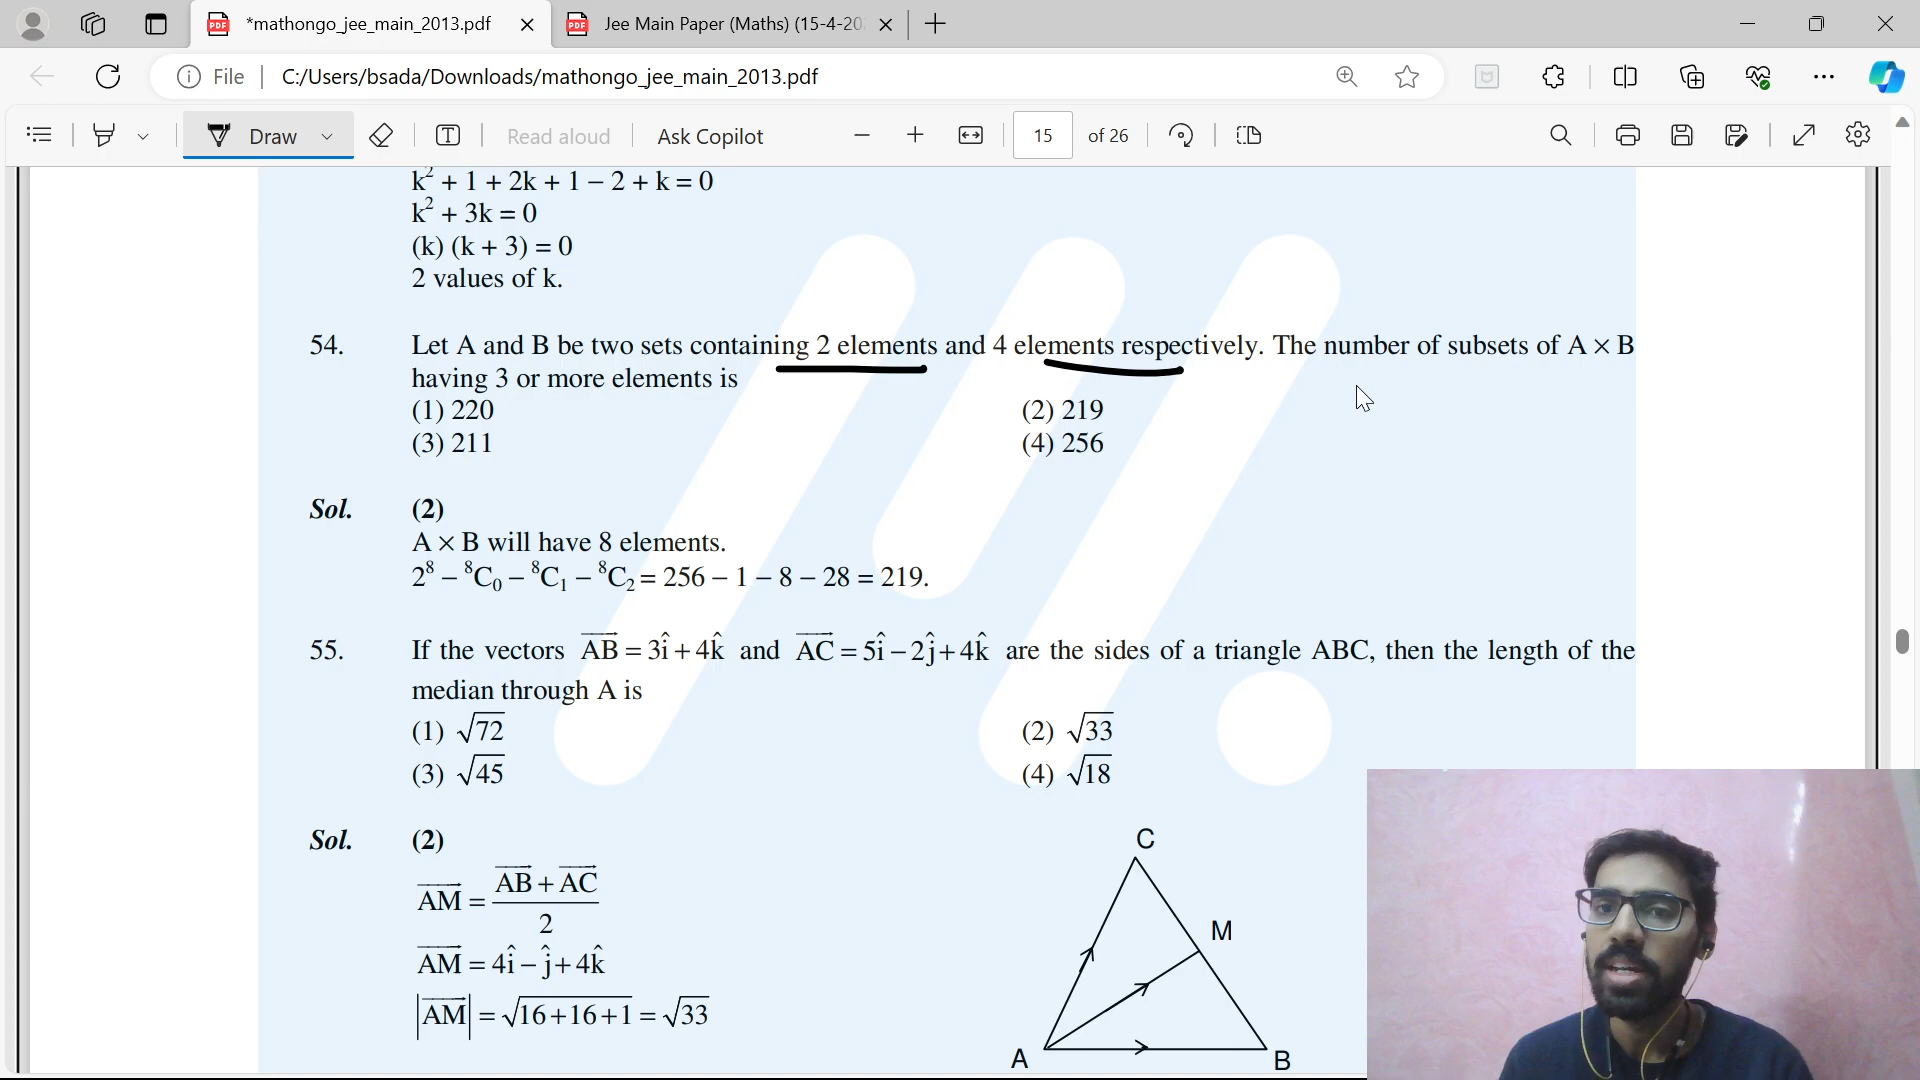 *mathongo_jee_main_2013.pdf
Jee Main Paper (Maths) (15-4-20
File
C:/Users/bsada/Downloads/mathongo_jee_main_2013.pdf
Draw
Read aloud
Ask Copilot
15 of 26
k² + 1 + 2k + 1 – 2 + k = 0
k² + 3k = 0
(k) (k + 3) = 0
2 values of k.
54. Let A and B be two sets containing 2 elements and 4 elements respectively. The number of subsets of A × B
having 3 or more elements is
(1) 220 (2) 219
(3) 211 (4) 256
Sol. (2)
A × B will have 8 elements.
2⁸ – ⁸C₀ – ⁸C₁ – ⁸C₂ = 256 – 1 – 8 – 28 = 219.
55. If the vectors AB = 3î + 4k̂ and AC = 5î – 2ĵ + 4k̂ are the sides of a triangle ABC, then the length of the
median through A is
(1) √72 (2) √33
(3) √45 (4) √18
Sol. (2)
AM = (AB + AC)/2
AM = 4î – ĵ + 4k̂
|AM| = √16+16+1 = √33
C
M
A
B